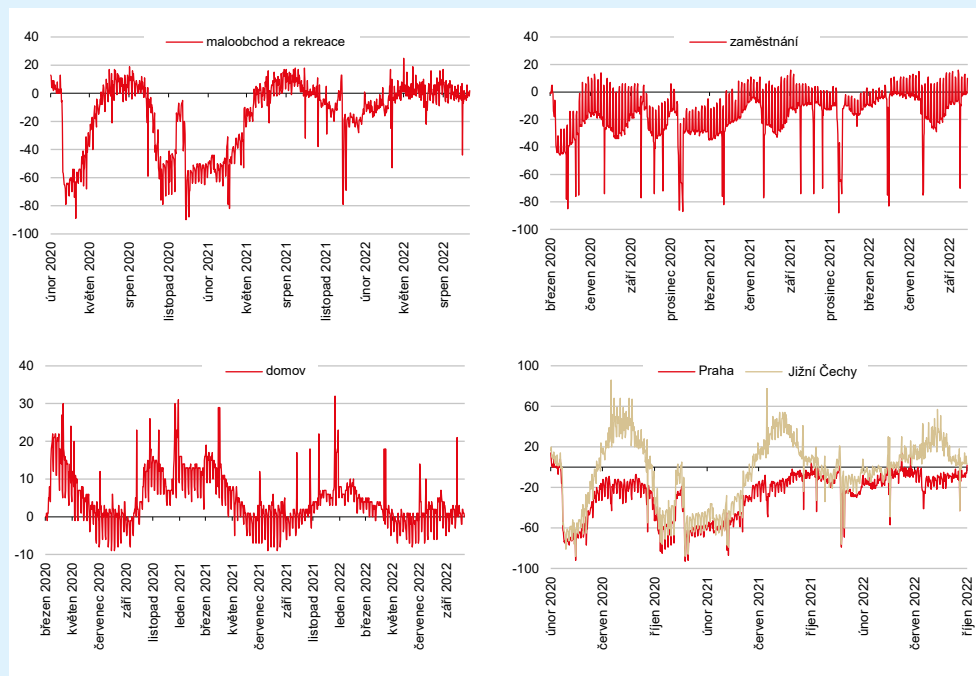 maloobchod a rekreace
40
20
0
-20
-40
-60
-80
-100
únor 2020
květen 2020
srpen 2020
listopad 2020
únor 2021
květen 2021
srpen 2021
listopad 2021
únor 2022
květen 2022
srpen 2022
zaměstnání
40
20
0
-20
-40
-60
-80
-100
březen 2020
červen 2020
září 2020
prosinec 2020
březen 2021
červen 2021
září 2021
prosinec 2021
březen 2022
červen 2022
září 2022
domov
40
30
20
10
0
-10
březen 2020
květen 2020
červenec 2020
září 2020
listopad 2020
leden 2021
březen 2021
květen 2021
červenec 2021
září 2021
listopad 2021
leden 2022
březen 2022
květen 2022
červenec 2022
září 2022
Praha
Jižní Čechy
100
60
20
-20
-60
-100
únor 2020
červen 2020
říjen 2020
únor 2021
červen 2021
říjen 2021
únor 2022
červen 2022
říjen 2022